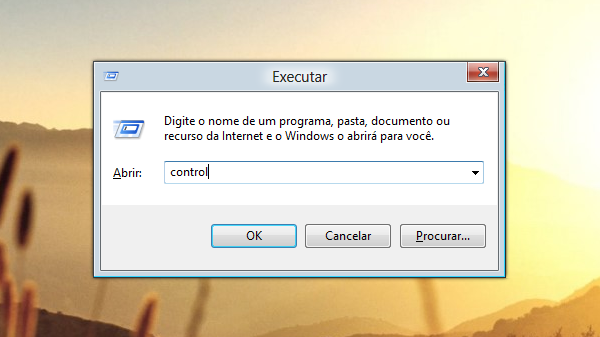 Executar
Digite o nome de um programa, pasta, documento ou
recurso da Internet e o Windows o abrirá para você.
Abrir: control
OK Cancelar Procurar...